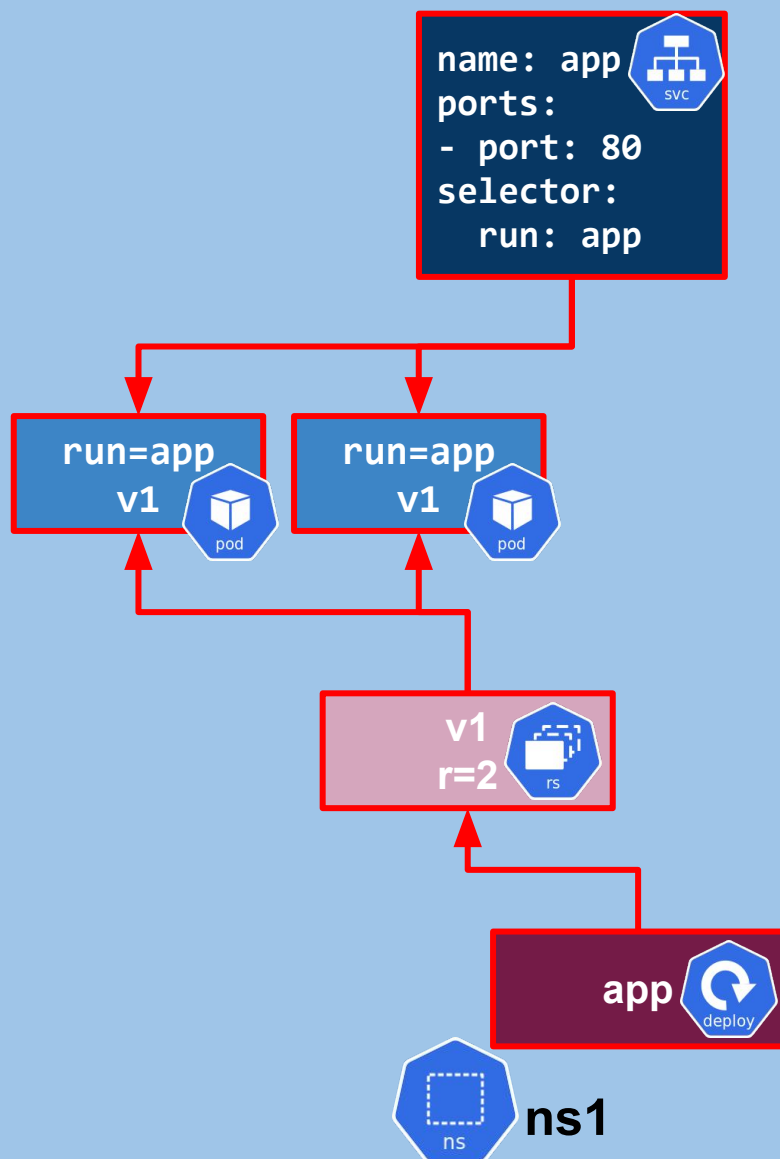 name: app
svc
ports:
- port: 80
selector:
  run: app
run=app
v1
pod
run=app
v1
pod
v1
r=2
rs
app
deploy
ns
ns1